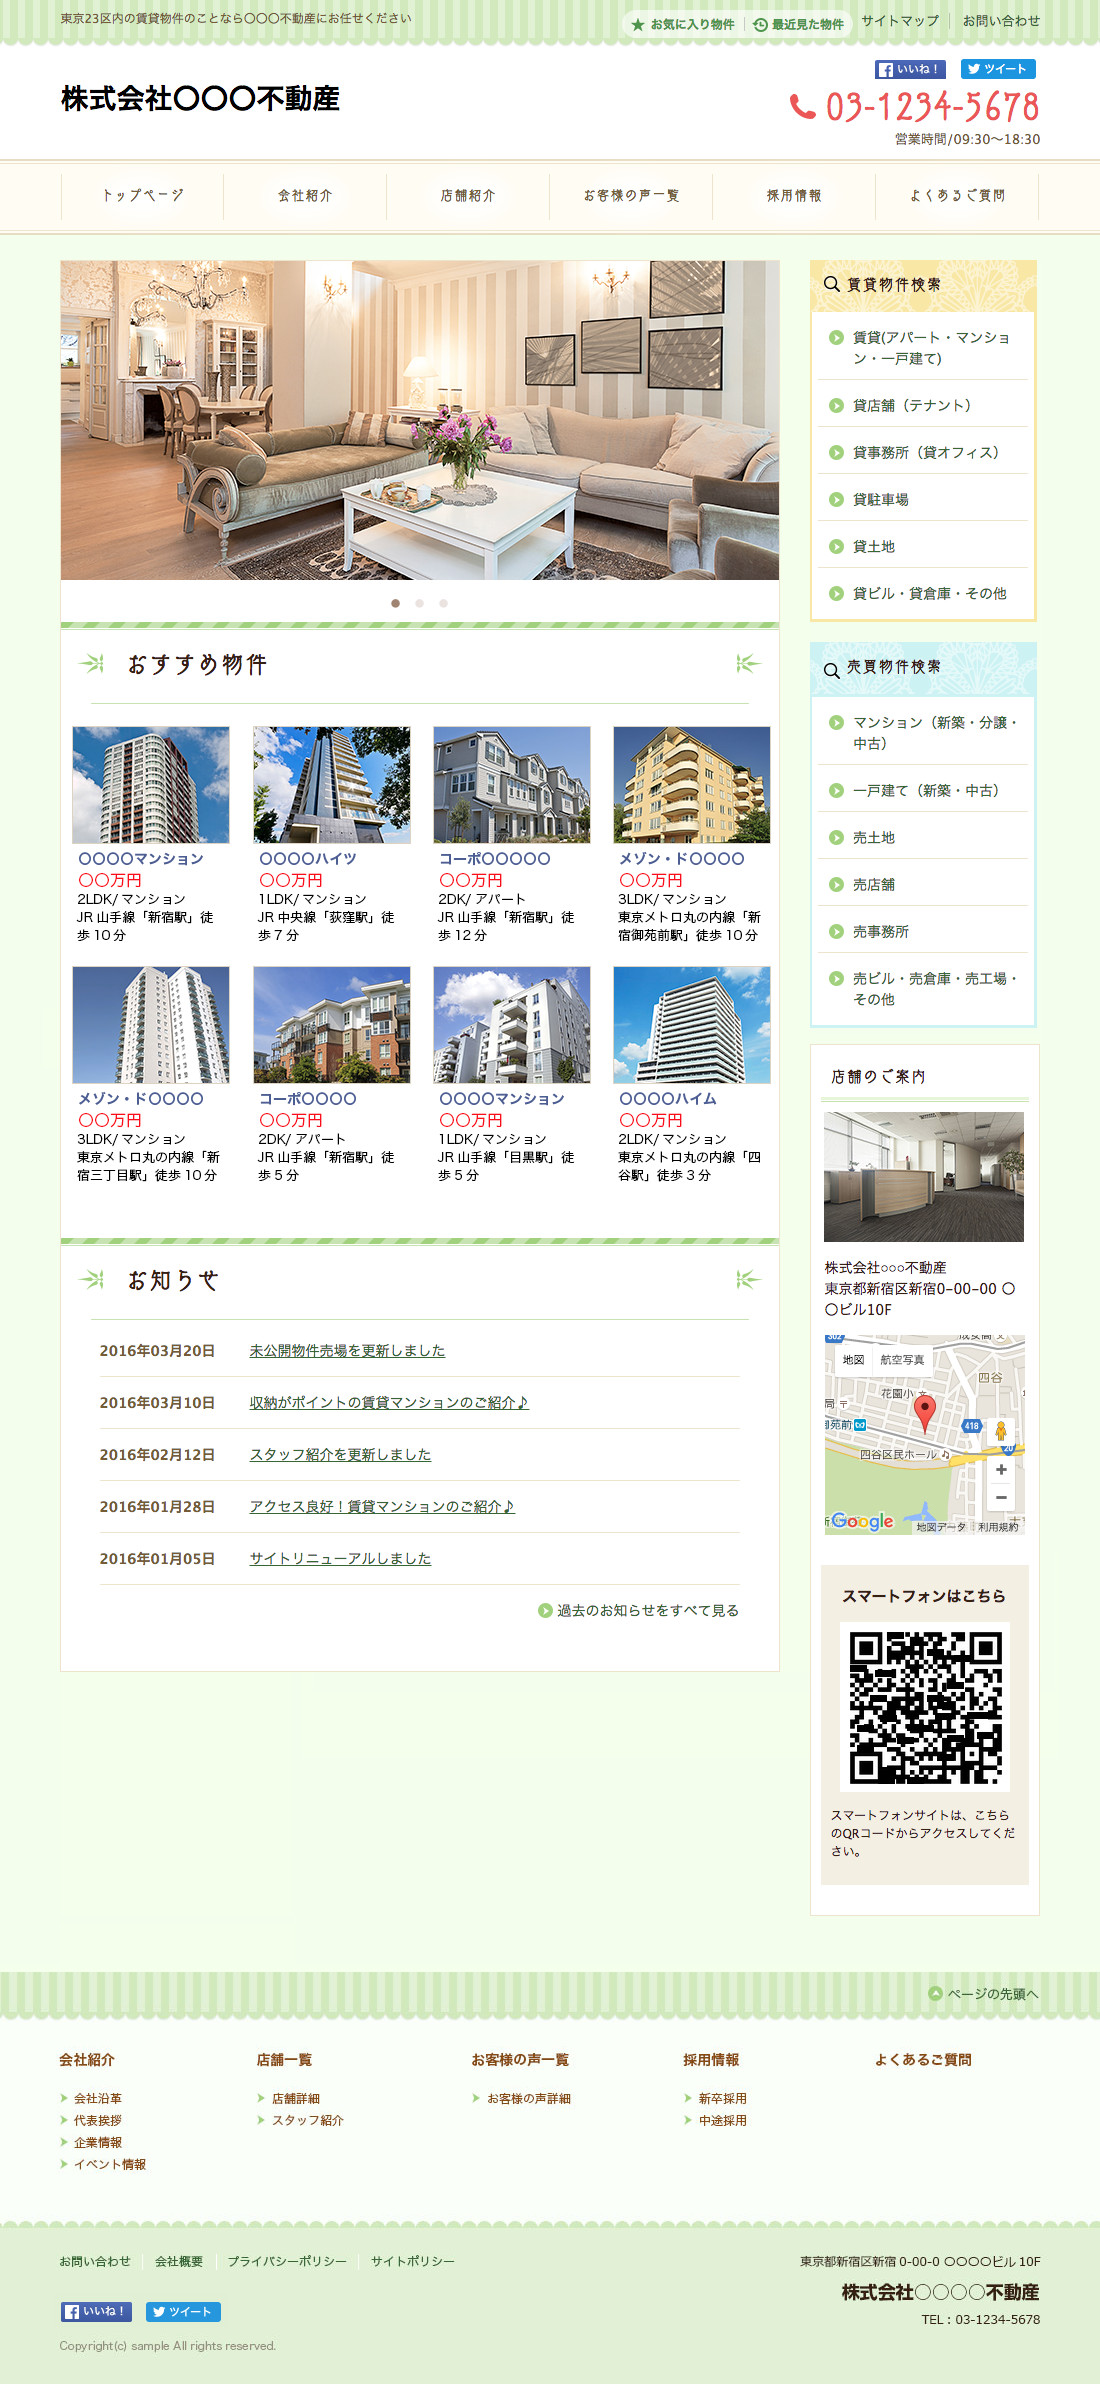 東京23区内の賃貸物件のことなら〇〇〇不動産にお任せください
お気に入り物件
最近見た物件
サイトマップ
お問い合わせ
いいね！
ツイート
株式会社〇〇〇不動産
03-1234-5678
営業時間/09:30〜18:30
トップページ
会社紹介
店舗紹介
お客様の声一覧
採用情報
よくあるご質問
おすすめ物件
〇〇〇〇マンション
〇〇万円
2LDK/ マンション
JR 山手線「新宿駅」徒
歩 10 分
〇〇〇〇ハイツ
〇〇万円
1LDK/ マンション
JR 中央線「荻窪駅」徒
歩 7 分
コーポ〇〇〇〇〇
〇〇万円
2DK/ アパート
JR 山手線「新宿駅」徒
歩 12 分
メゾン・ド〇〇〇〇
〇〇万円
3LDK/ マンション
東京メトロ丸の内線「新
宿御苑前駅」徒歩 10 分
メゾン・ド〇〇〇〇
〇〇万円
3LDK/ マンション
東京メトロ丸の内線「新
宿三丁目駅」徒歩 10 分
コーポ〇〇〇〇
〇〇万円
2DK/ アパート
JR 山手線「新宿駅」徒
歩 5 分
〇〇〇〇マンション
〇〇万円
1LDK/ マンション
JR 山手線「目黒駅」徒
歩 5 分
〇〇〇〇ハイム
〇〇万円
2LDK/ マンション
東京メトロ丸の内線「四
谷駅」徒歩 3 分
お知らせ
2016年03月20日 未公開物件売場を更新しました
2016年03月10日 収納がポイントの賃貸マンションのご紹介♪
2016年02月12日 スタッフ紹介を更新しました
2016年01月28日 アクセス良好！賃貸マンションのご紹介♪
2016年01月05日 サイトリニューアルしました
過去のお知らせをすべて見る
賃貸物件検索
賃貸(アパート・マンショ
ン・一戸建て)
貸店舗（テナント）
貸事務所（貸オフィス）
貸駐車場
貸土地
貸ビル・貸倉庫・その他
売買物件検索
マンション（新築・分譲・
中古）
一戸建て（新築・中古）
売土地
売店舗
売事務所
売ビル・売倉庫・売工場・
その他
店舗のご案内
株式会社○○○不動産
東京都新宿区新宿0−00−00 〇
〇ビル10F
302
地図
航空写真
四谷
花園小
局
418
苑前
20
四谷区民ホール
Google
地図データ
利用規約
スマートフォンはこちら
スマートフォンサイトは、こちら
のQRコードからアクセスしてくだ
さい。
ページの先頭へ
会社紹介
会社沿革
代表挨拶
企業情報
イベント情報
店舗一覧
店舗詳細
スタッフ紹介
お客様の声一覧
お客様の声詳細
採用情報
新卒採用
中途採用
よくあるご質問
お問い合わせ
会社概要
プライバシーポリシー
サイトポリシー
いいね！
ツイート
Copyright(c) sample All rights reserved.
東京都新宿区新宿 0-00-0 〇〇〇〇ビル 10F
株式会社〇〇〇〇不動産
TEL : 03-1234-5678